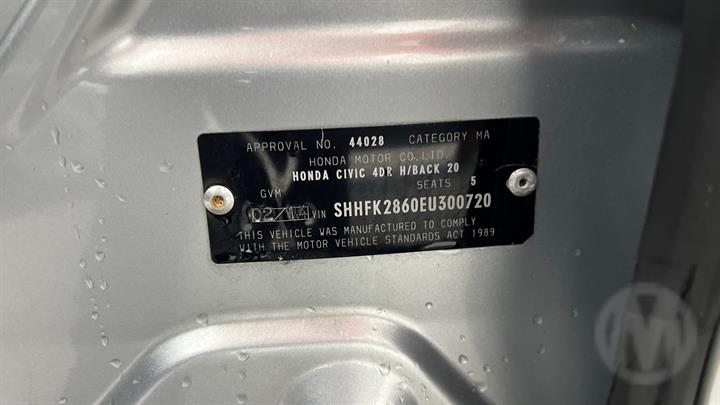 APPROVAL NO. 44028 CATEGORY MA
HONDA MOTOR CO., LTD.
HONDA CIVIC 4DR H/BACK 20
GVM SEATS 5
02/14 VIN SHHFK2860EU300720
THIS VEHICLE WAS MANUFACTURED TO COMPLY
WITH THE MOTOR VEHICLE STANDARDS ACT 1989
M